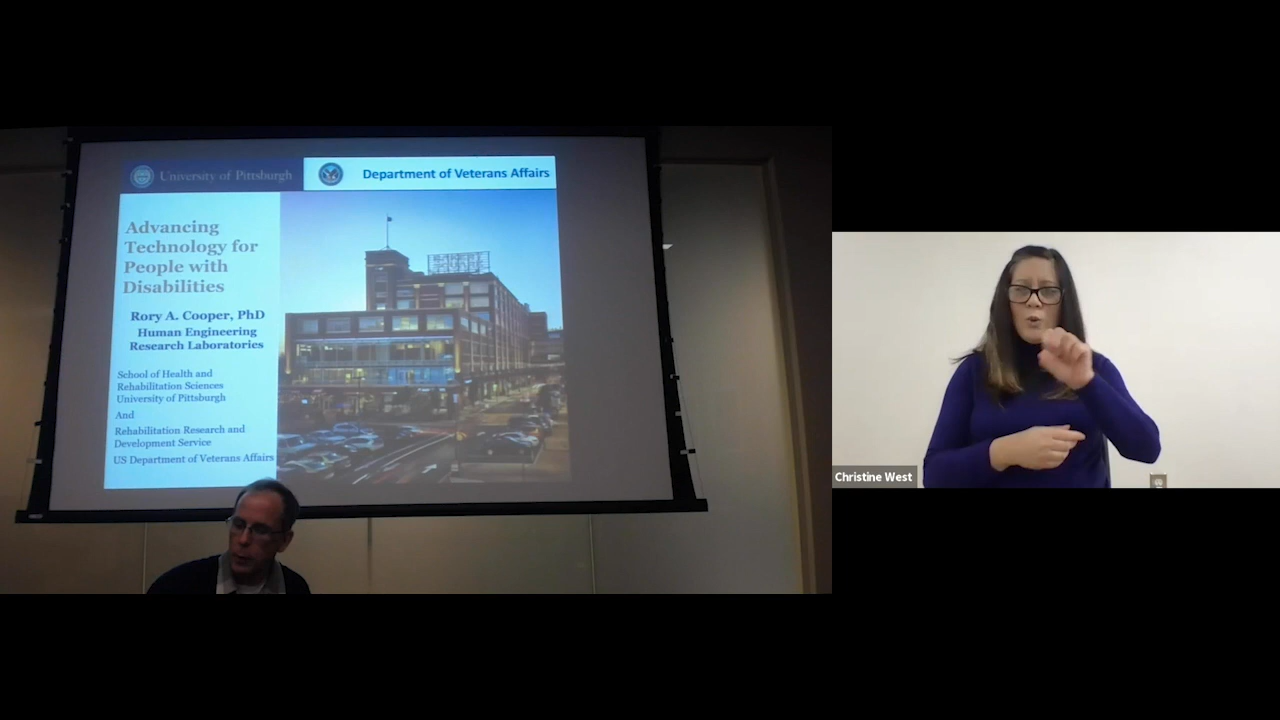 University of Pittsburgh
Department of Veterans Affairs
Advancing
Technology for
People with
Disabilities
Rory A. Cooper, PhD
Human Engineering
Research Laboratories
School of Health and
Rehabilitation Sciences
University of Pittsburgh
And
Rehabilitation Research and
Development Service
US Department of Veterans Affairs
Christine West